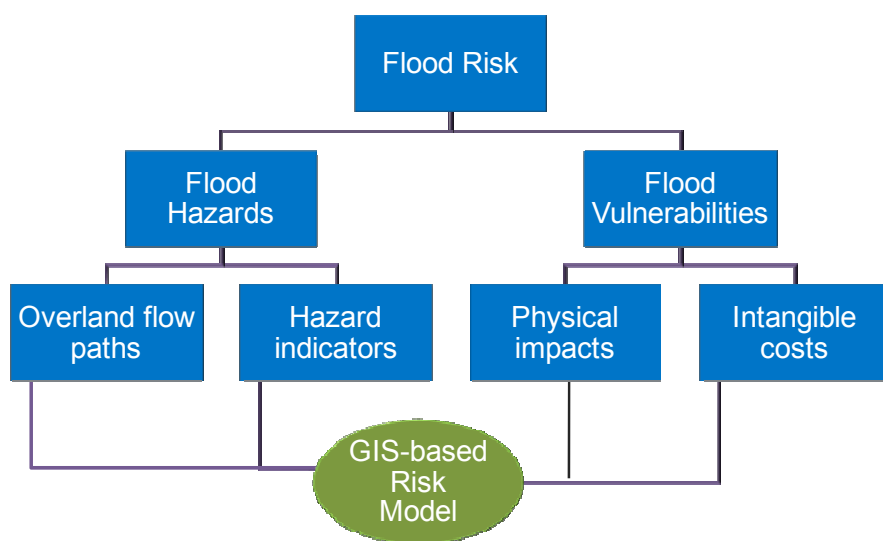 Flood Risk
Flood
Hazards
Flood
Vulnerabilities
Overland flow
paths
Hazard
indicators
Physical
impacts
Intangible
costs
GIS-based
Risk
Model